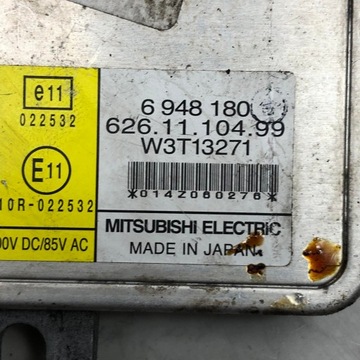 e11
022532
E11
10R-022532
00V DC/85V AC
6 948 180
626.11.104.99
W3T13271
*014Z060276*
MITSUBISHI ELECTRIC
MADE IN JAPAN